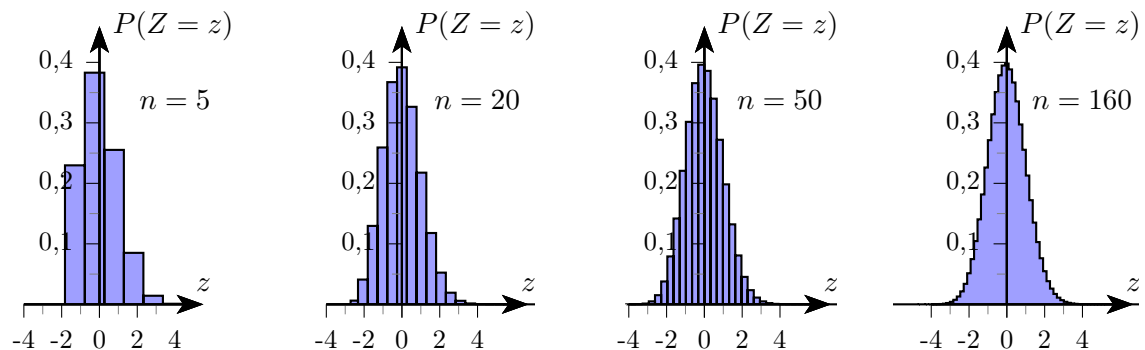 P(Z = z)
0,4
0,3
0,2
0,1
n = 5
z
-4 -2 0 2 4
P(Z = z)
0,4
0,3
0,2
0,1
n = 20
z
-4 -2 0 2 4
P(Z = z)
0,4
0,3
0,2
0,1
n = 50
z
-4 -2 0 2 4
P(Z = z)
0,4
0,3
0,2
0,1
n = 160
z
-4 -2 0 2 4